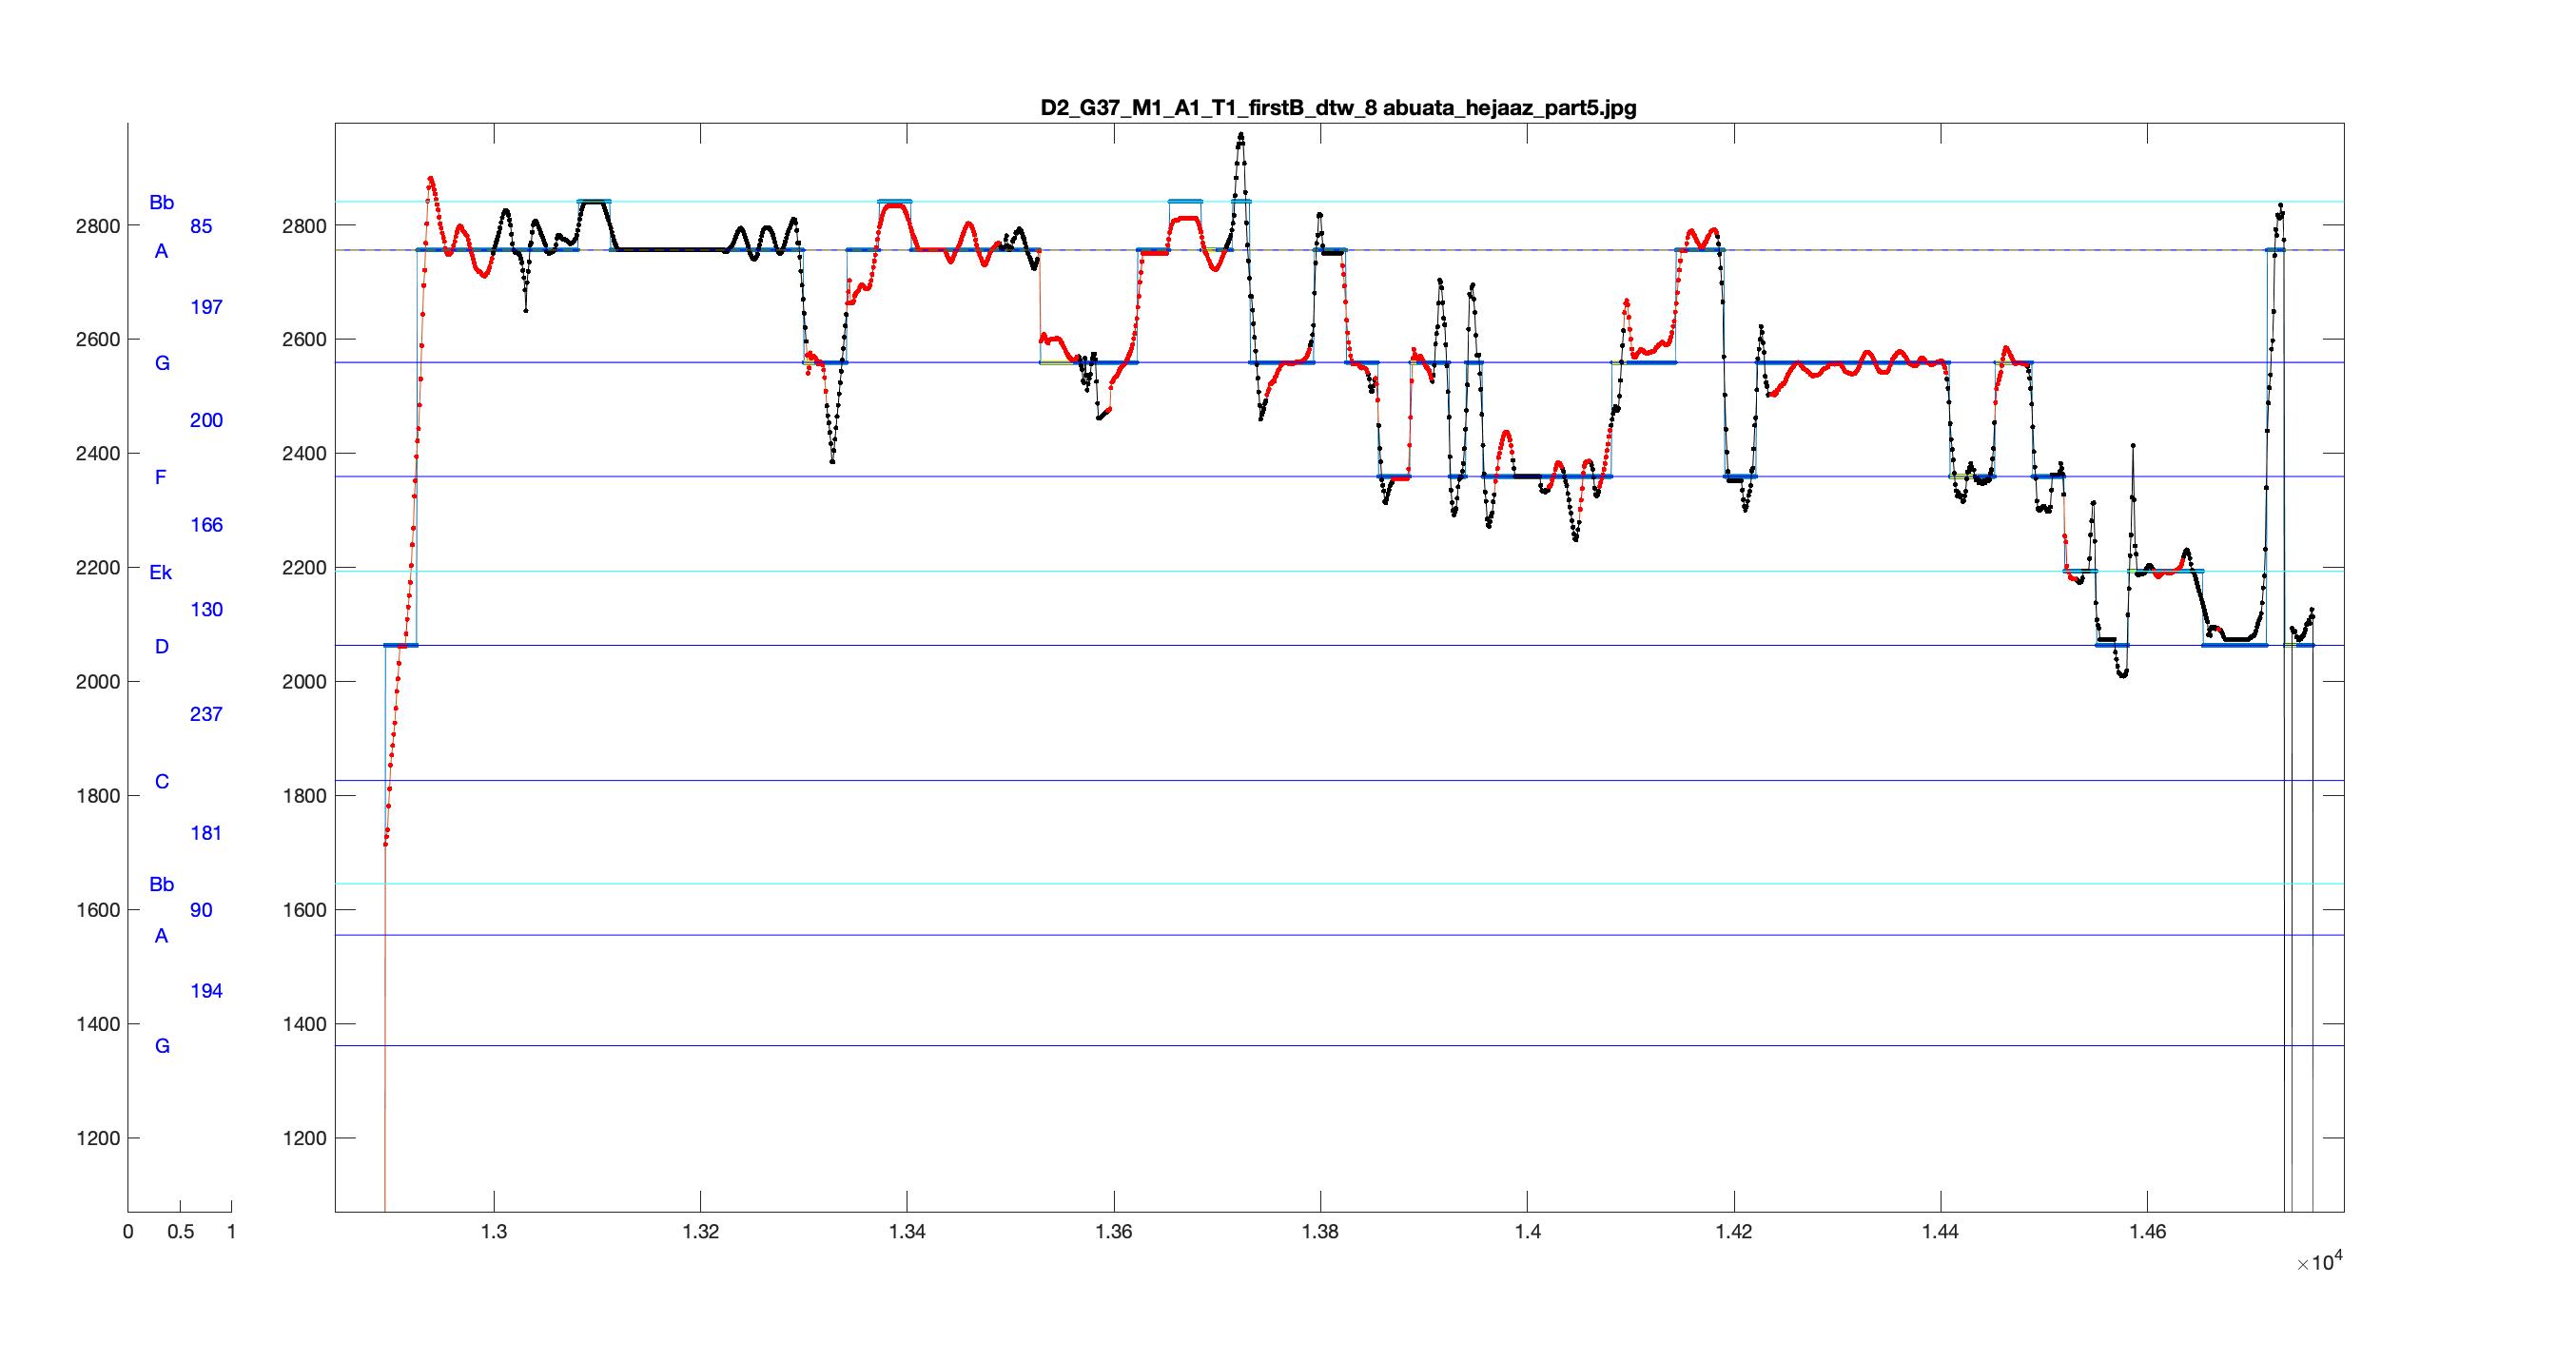 D2_G37_M1_A1_T1_firstB_dtw_8 abuata_hejaaz_part5.jpg
Bb
2800 85 2800
A
197
2600 2600
G
200
2400 2400
F
166
2200 Ek 2200
130
D
2000 2000
237
C
1800 1800
181
Bb
1600 90 1600
A
194
1400 1400
G
1200 1200
0 0.5 1 1.3 1.32 1.34 1.36 1.38 1.4 1.42 1.44 1.46
×10^4